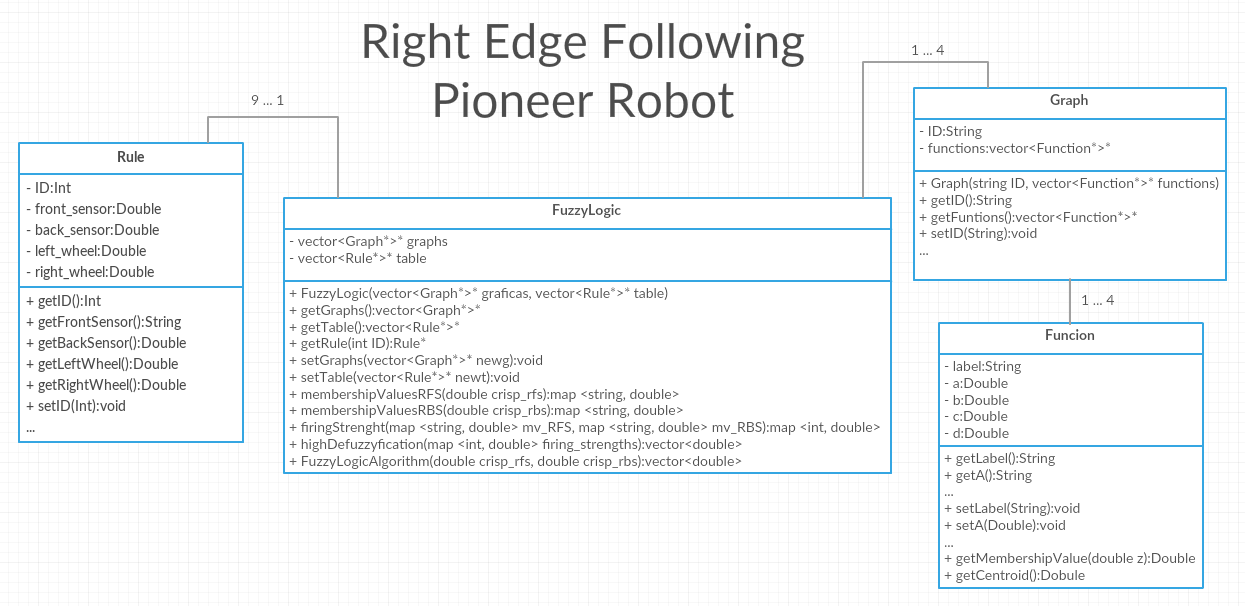 Right Edge Following
Pioneer Robot
9 ... 1
1 ... 4
Rule
- ID:Int
- front_sensor:Double
- back_sensor:Double
- left_wheel:Double
- right_wheel:Double
+ getID():Int
+ getFrontSensor():String
+ getBackSensor():Double
+ getLeftWheel():Double
+ getRightWheel():Double
+ setID(Int):void
...
FuzzyLogic
- vector<Graph*>* graphs
- vector<Rule*>* table
+ FuzzyLogic(vector<Graph*>* graficas, vector<Rule*>* table)
+ getGraphs():vector<Graph*>*
+ getTable():vector<Rule*>*
+ getRule(int ID):Rule*
+ setGraphs(vector<Graph*>* newg):void
+ setTable(vector<Rule*>* newt):void
+ membershipValuesRFS(double crisp_rfs):map <string, double>
+ membershipValuesRBS(double crisp_rbs):map <string, double>
+ firingStrenght(map <string, double> mv_RFS, map <string, double> mv_RBS):map <int, double>
+ highDefuzzyfication(map <int, double> firing_strengths):vector<double>
+ FuzzyLogicAlgorithm(double crisp_rfs, double crisp_rbs):vector<double>
Graph
- ID:String
- functions:vector<Function*>*
+ Graph(string ID, vector<Function*>* functions)
+ getID():String
+ getFuntions():vector<Function*>*
+ setID(String):void
...
1 ... 4
Funcion
- label:String
- a:Double
- b:Double
- c:Double
- d:Double
+ getLabel():String
+ getA():String
...
+ setLabel(String):void
+ setA(Double):void
...
+ getMembershipValue(double z):Double
+ getCentroid():Dobule